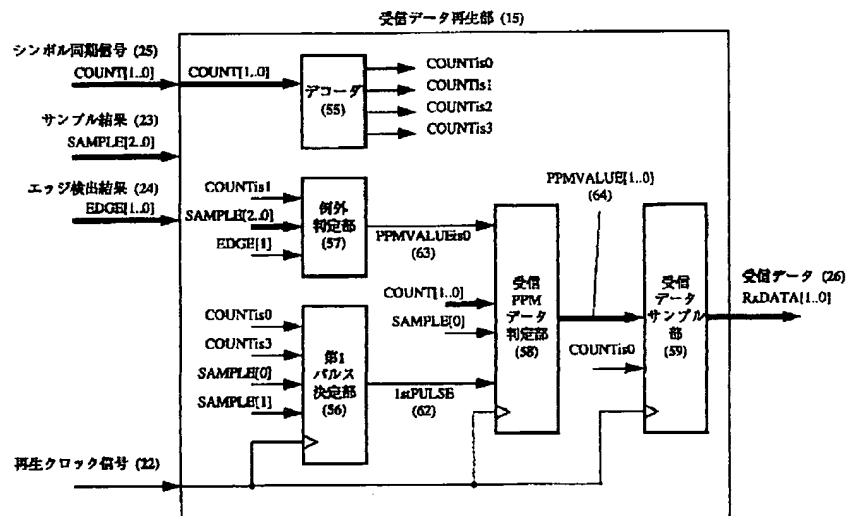 受信データ再生部 (15)
シンボル同期信号 (25)
COUNT[1..0]
COUNT[1..0]
デコーダ
(55)
COUNTis0
COUNTis1
COUNTis2
COUNTis3
サンプル結果 (23)
SAMPLE[2..0]
エッジ検出結果 (24)
EDGE[1..0]
COUNTis1
SAMPLE[2..0]
EDGE[1]
例外
判定部
(57)
PPMVALUEis0
(63)
COUNT[1..0]
SAMPLE[0]
受信
PPM
データ
判定部
(58)
PPMVALUE[1..0]
(64)
COUNTis0
受信
データ
サンプル
部
(59)
受信データ (26)
RxDATA[1..0]
COUNTis0
COUNTis3
SAMPLE[0]
SAMPLE[1]
第1
パルス
決定部
(56)
1stPULSE
(62)
再生クロック信号 (22)